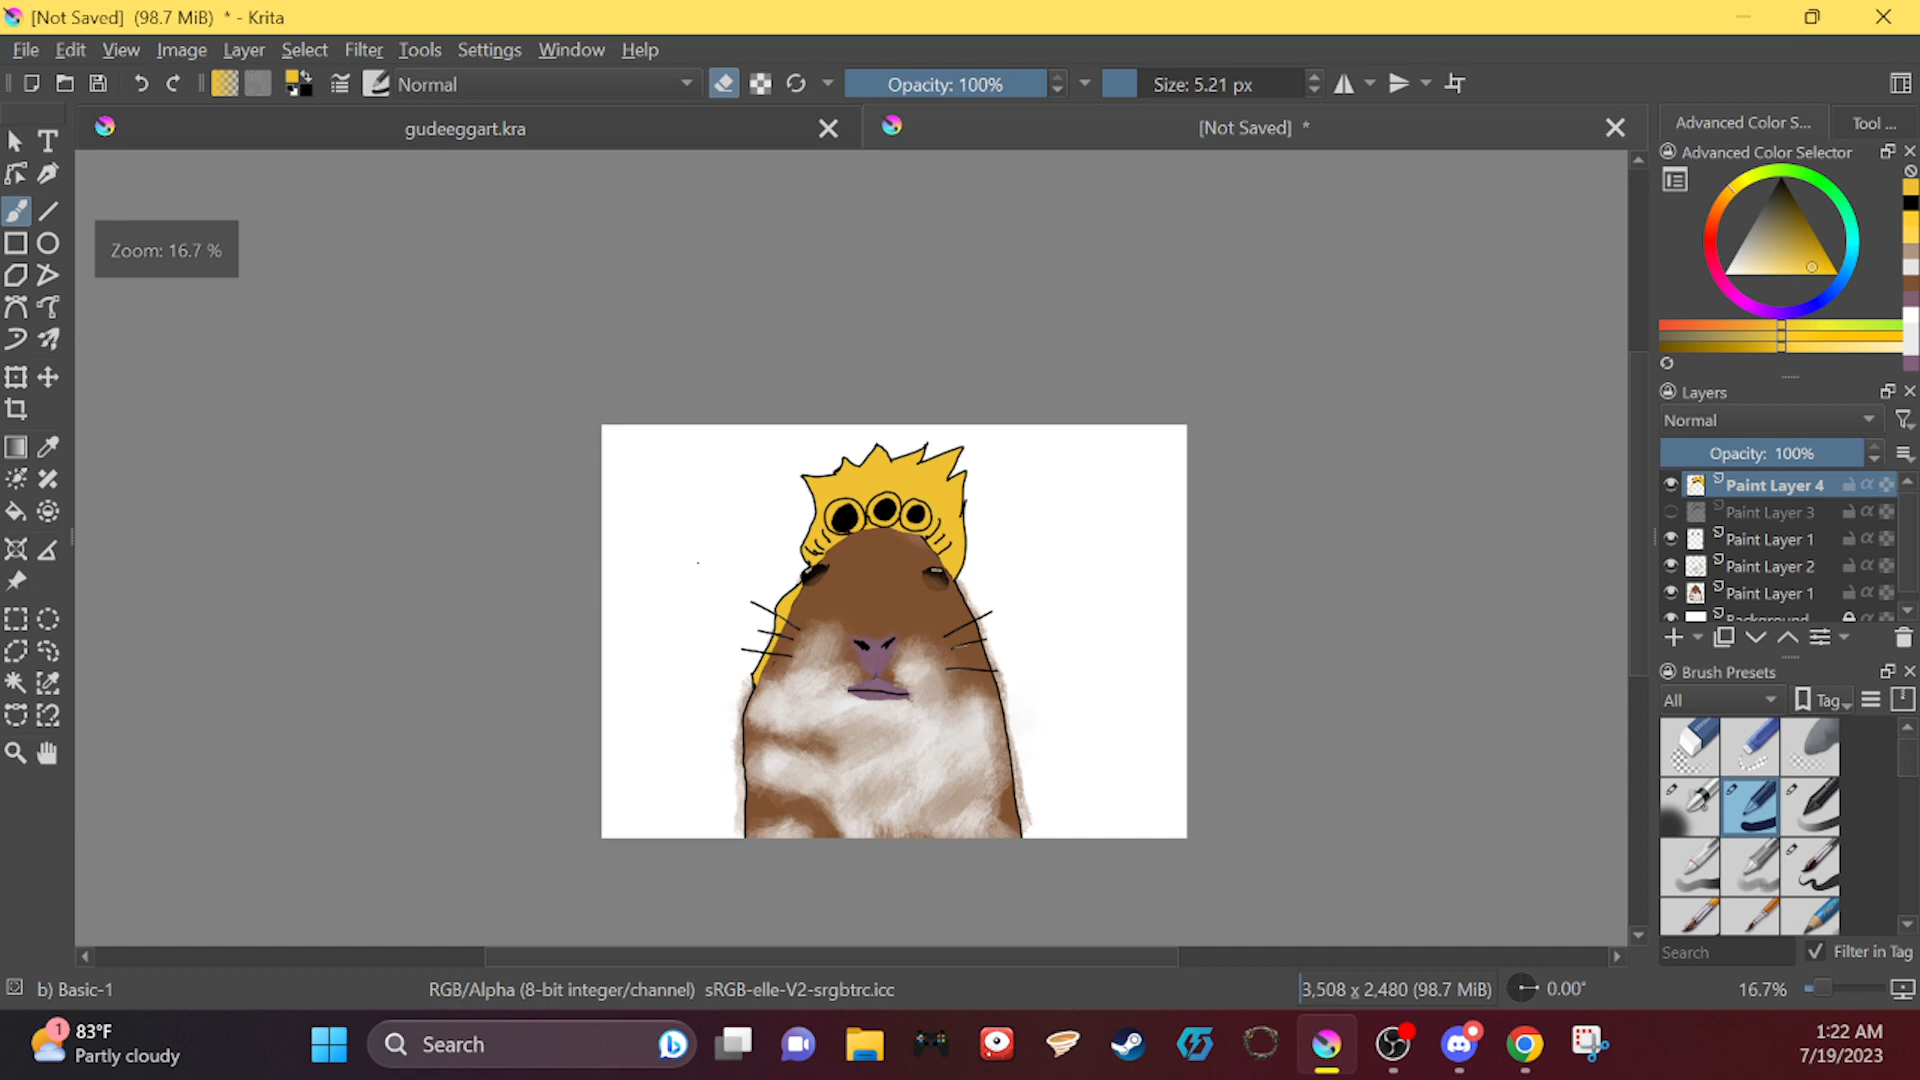 [Not Saved]  (98.7 MiB)  * - Krita
File Edit View Image Layer Select Filter Tools Settings Window Help
Normal Opacity: 100% Size: 5.21 px
gudeeggart.kra [Not Saved] *
Advanced Color S... Tool ...
Advanced Color Selector
Zoom: 16.7 %
Layers
Normal
Opacity: 100%
Paint Layer 4
Paint Layer 3
Paint Layer 1
Paint Layer 2
Paint Layer 1
Background
Brush Presets
All Tag
Search Filter in Tag
b) Basic-1 RGB/Alpha (8-bit integer/channel)  sRGB-elle-V2-srgbtrc.icc 3,508 x 2,480 (98.7 MiB) 0.00° 16.7%
1 83°F
Partly cloudy
Search
1:22 AM
7/19/2023